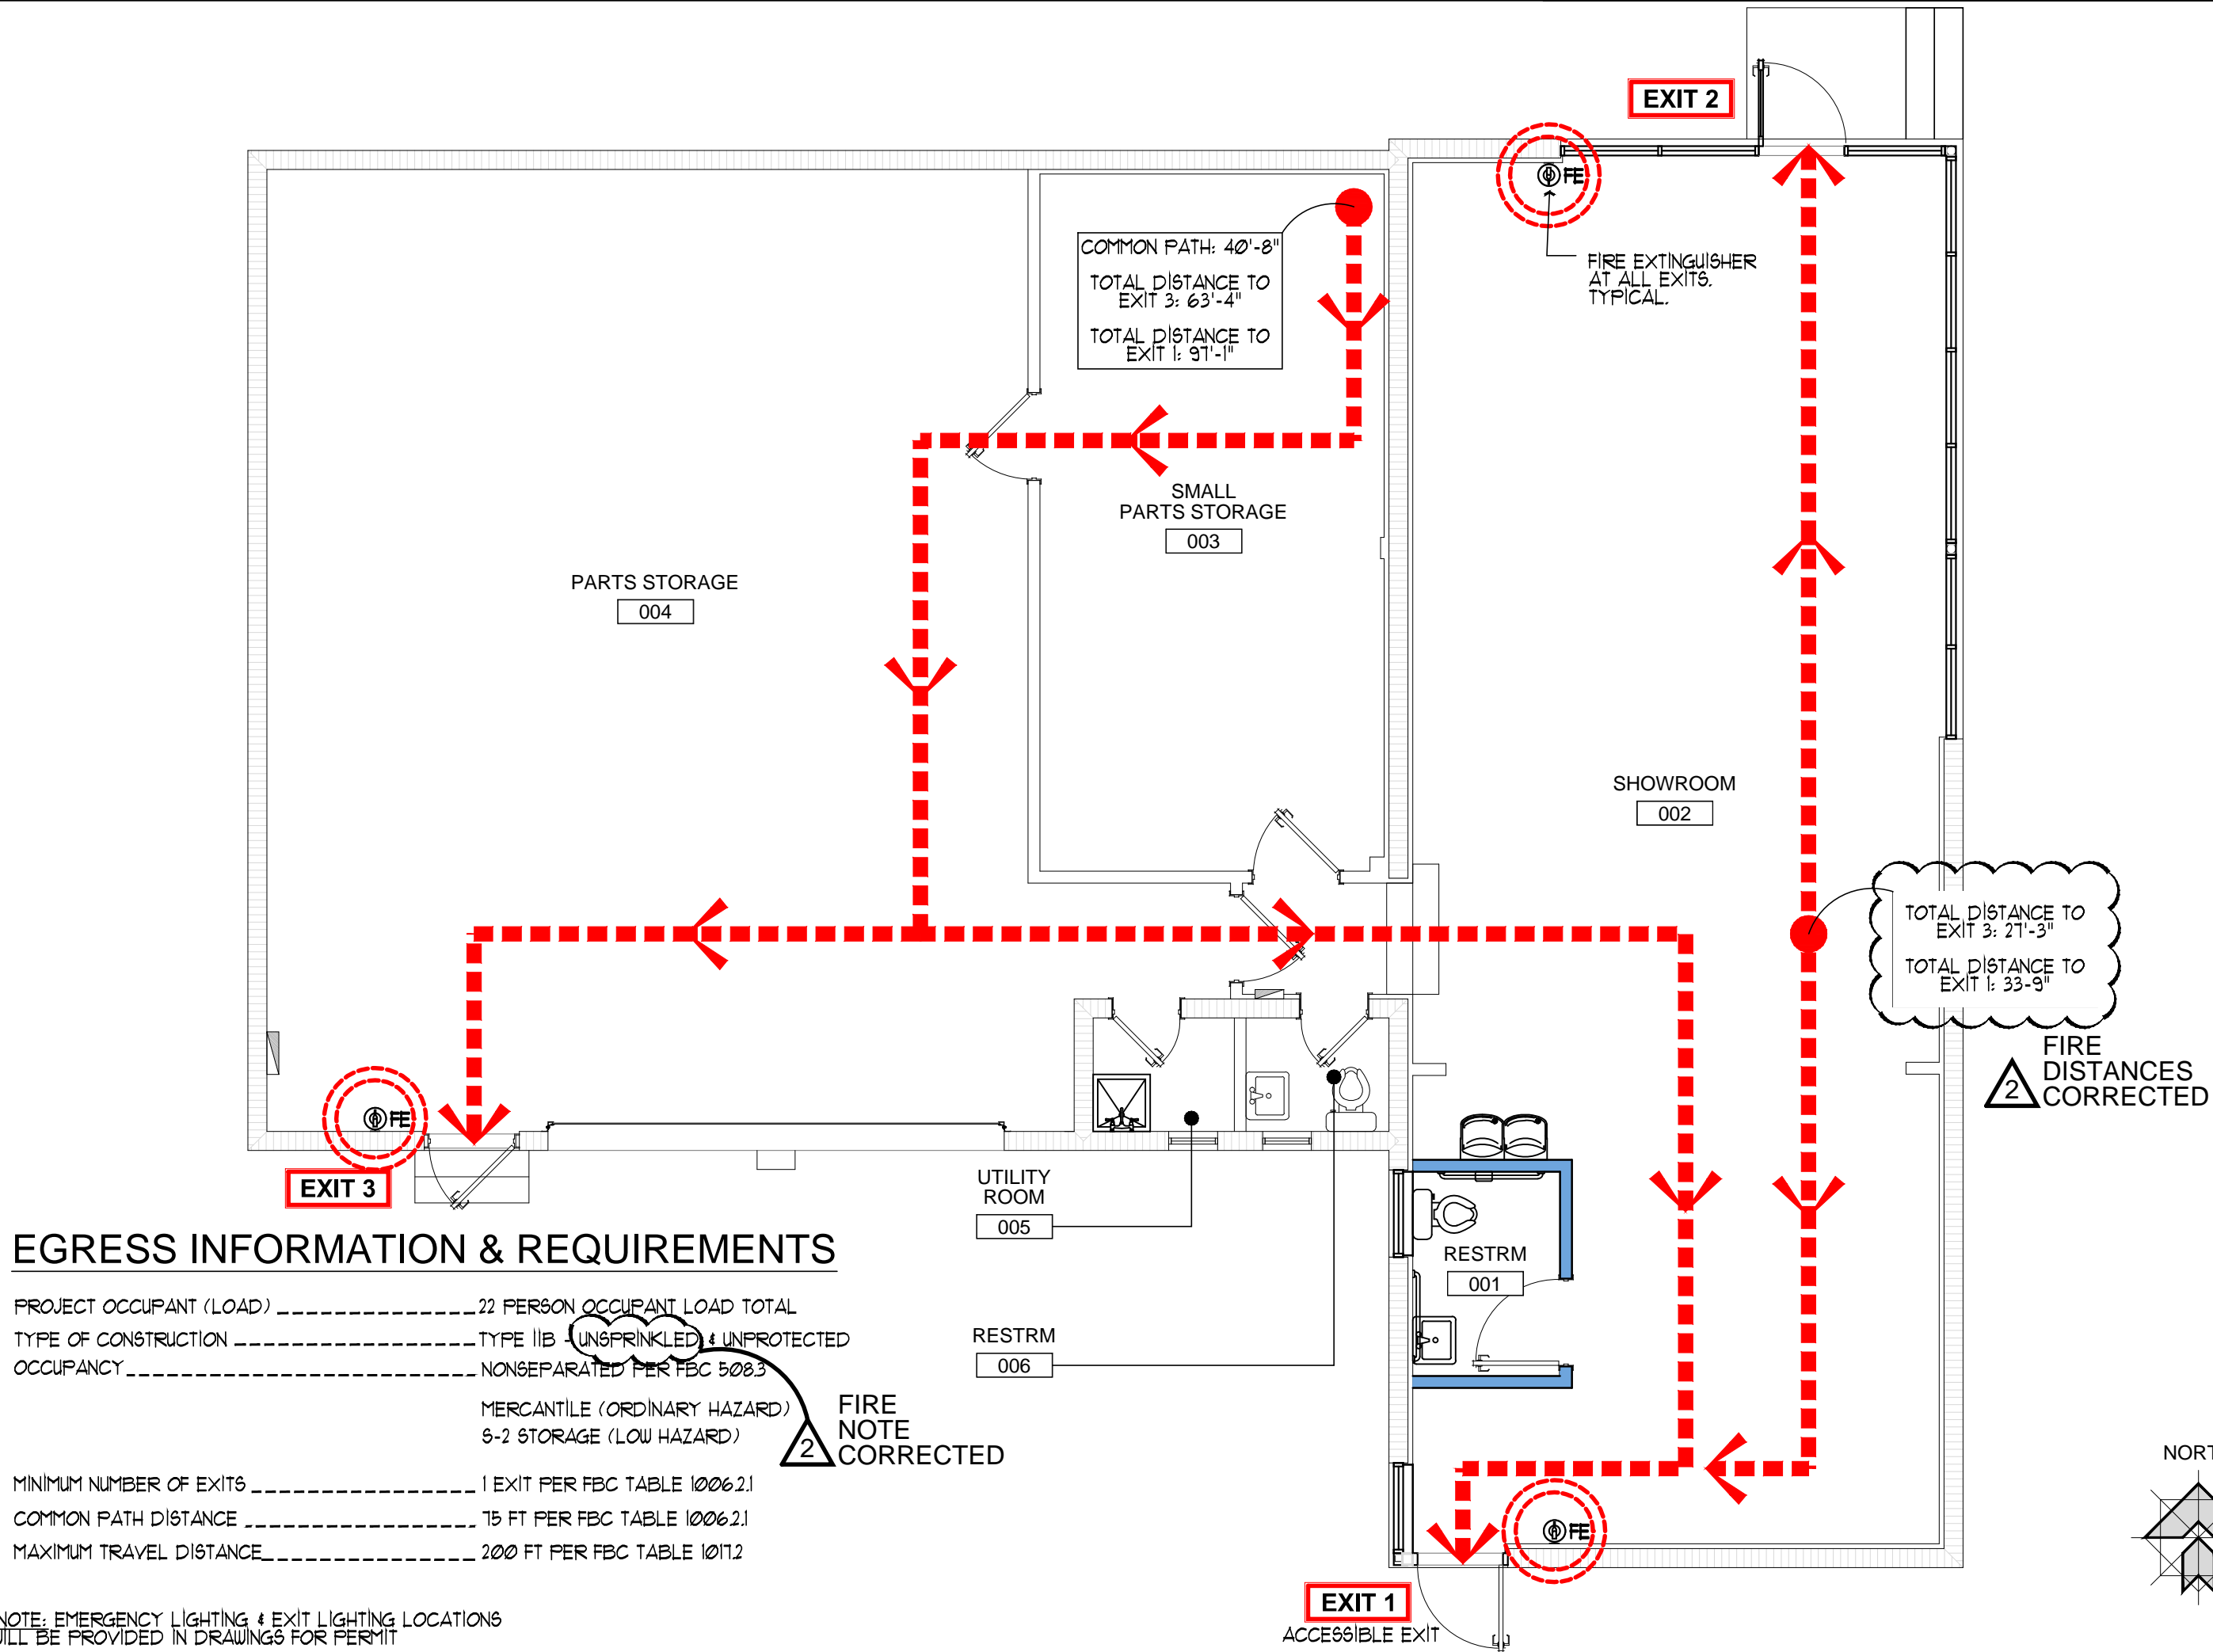 EXIT 2
FE
FIRE EXTINGUISHER
AT ALL EXITS.
TYPICAL.
COMMON PATH: 40'-8"
TOTAL DISTANCE TO
EXIT 3: 63'-4"
TOTAL DISTANCE TO
EXIT 1: 97'-1"
SMALL
PARTS STORAGE
003
PARTS STORAGE
004
SHOWROOM
002
TOTAL DISTANCE TO
EXIT 3: 27'-3"
TOTAL DISTANCE TO
EXIT 1: 33-9"
FIRE
DISTANCES
CORRECTED
2
FE
EXIT 3
UTILITY
ROOM
005
RESTRM
006
RESTRM
001
EGRESS INFORMATION & REQUIREMENTS
PROJECT OCCUPANT (LOAD) 22 PERSON OCCUPANT LOAD TOTAL
TYPE OF CONSTRUCTION TYPE IIB - UNSPRINKLED & UNPROTECTED
OCCUPANCY NONSEPARATED PER FBC 508.3
MERCANTILE (ORDINARY HAZARD)
S-2 STORAGE (LOW HAZARD)
2
FIRE
NOTE
CORRECTED
MINIMUM NUMBER OF EXITS 1 EXIT PER FBC TABLE 1006.2.1
COMMON PATH DISTANCE 75 FT PER FBC TABLE 1006.2.1
MAXIMUM TRAVEL DISTANCE 200 FT PER FBC TABLE 1017.2
NOTE: EMERGENCY LIGHTING & EXIT LIGHTING LOCATIONS
WILL BE PROVIDED IN DRAWINGS FOR PERMIT
FE
EXIT 1
ACCESSIBLE EXIT
NORT